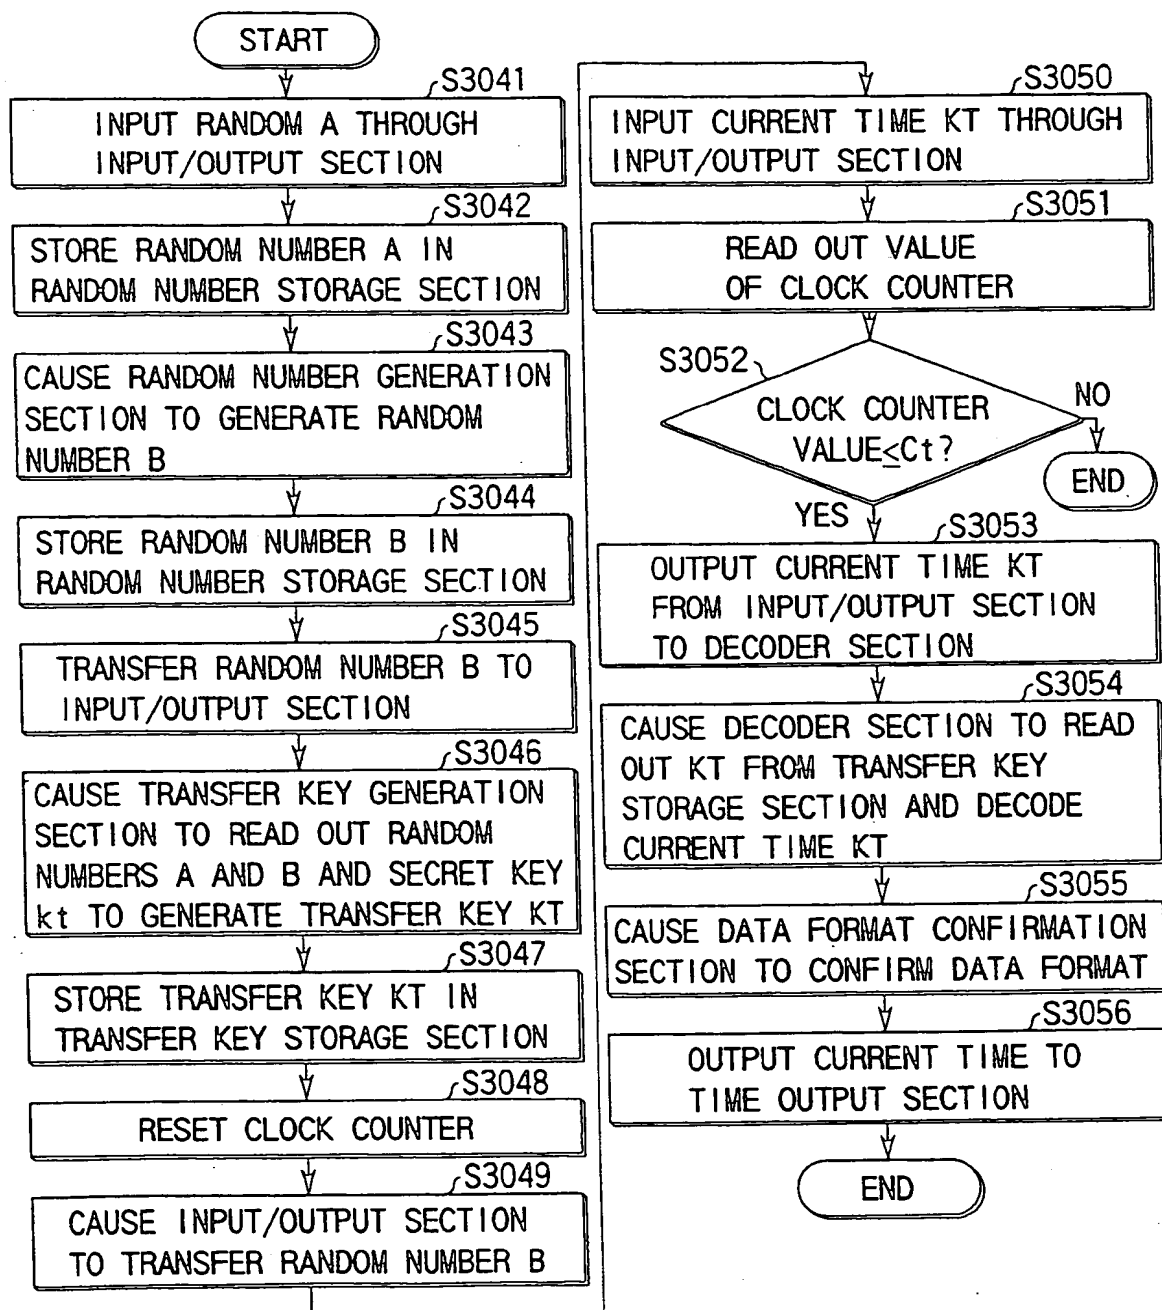 START
S3041
INPUT RANDOM A THROUGH
INPUT/OUTPUT SECTION
S3042
STORE RANDOM NUMBER A IN
RANDOM NUMBER STORAGE SECTION
S3043
CAUSE RANDOM NUMBER GENERATION
SECTION TO GENERATE RANDOM
NUMBER B
S3044
STORE RANDOM NUMBER B IN
RANDOM NUMBER STORAGE SECTION
S3045
TRANSFER RANDOM NUMBER B TO
INPUT/OUTPUT SECTION
S3046
CAUSE TRANSFER KEY GENERATION
SECTION TO READ OUT RANDOM
NUMBERS A AND B AND SECRET KEY
kt TO GENERATE TRANSFER KEY KT
S3047
STORE TRANSFER KEY KT IN
TRANSFER KEY STORAGE SECTION
S3048
RESET CLOCK COUNTER
S3049
CAUSE INPUT/OUTPUT SECTION
TO TRANSFER RANDOM NUMBER B
S3050
INPUT CURRENT TIME KT THROUGH
INPUT/OUTPUT SECTION
S3051
READ OUT VALUE
OF CLOCK COUNTER
S3052
CLOCK COUNTER
VALUE≤Ct?
NO
END
YES
S3053
OUTPUT CURRENT TIME KT
FROM INPUT/OUTPUT SECTION
TO DECODER SECTION
S3054
CAUSE DECODER SECTION TO READ
OUT KT FROM TRANSFER KEY
STORAGE SECTION AND DECODE
CURRENT TIME KT
S3055
CAUSE DATA FORMAT CONFIRMATION
SECTION TO CONFIRM DATA FORMAT
S3056
OUTPUT CURRENT TIME TO
TIME OUTPUT SECTION
END